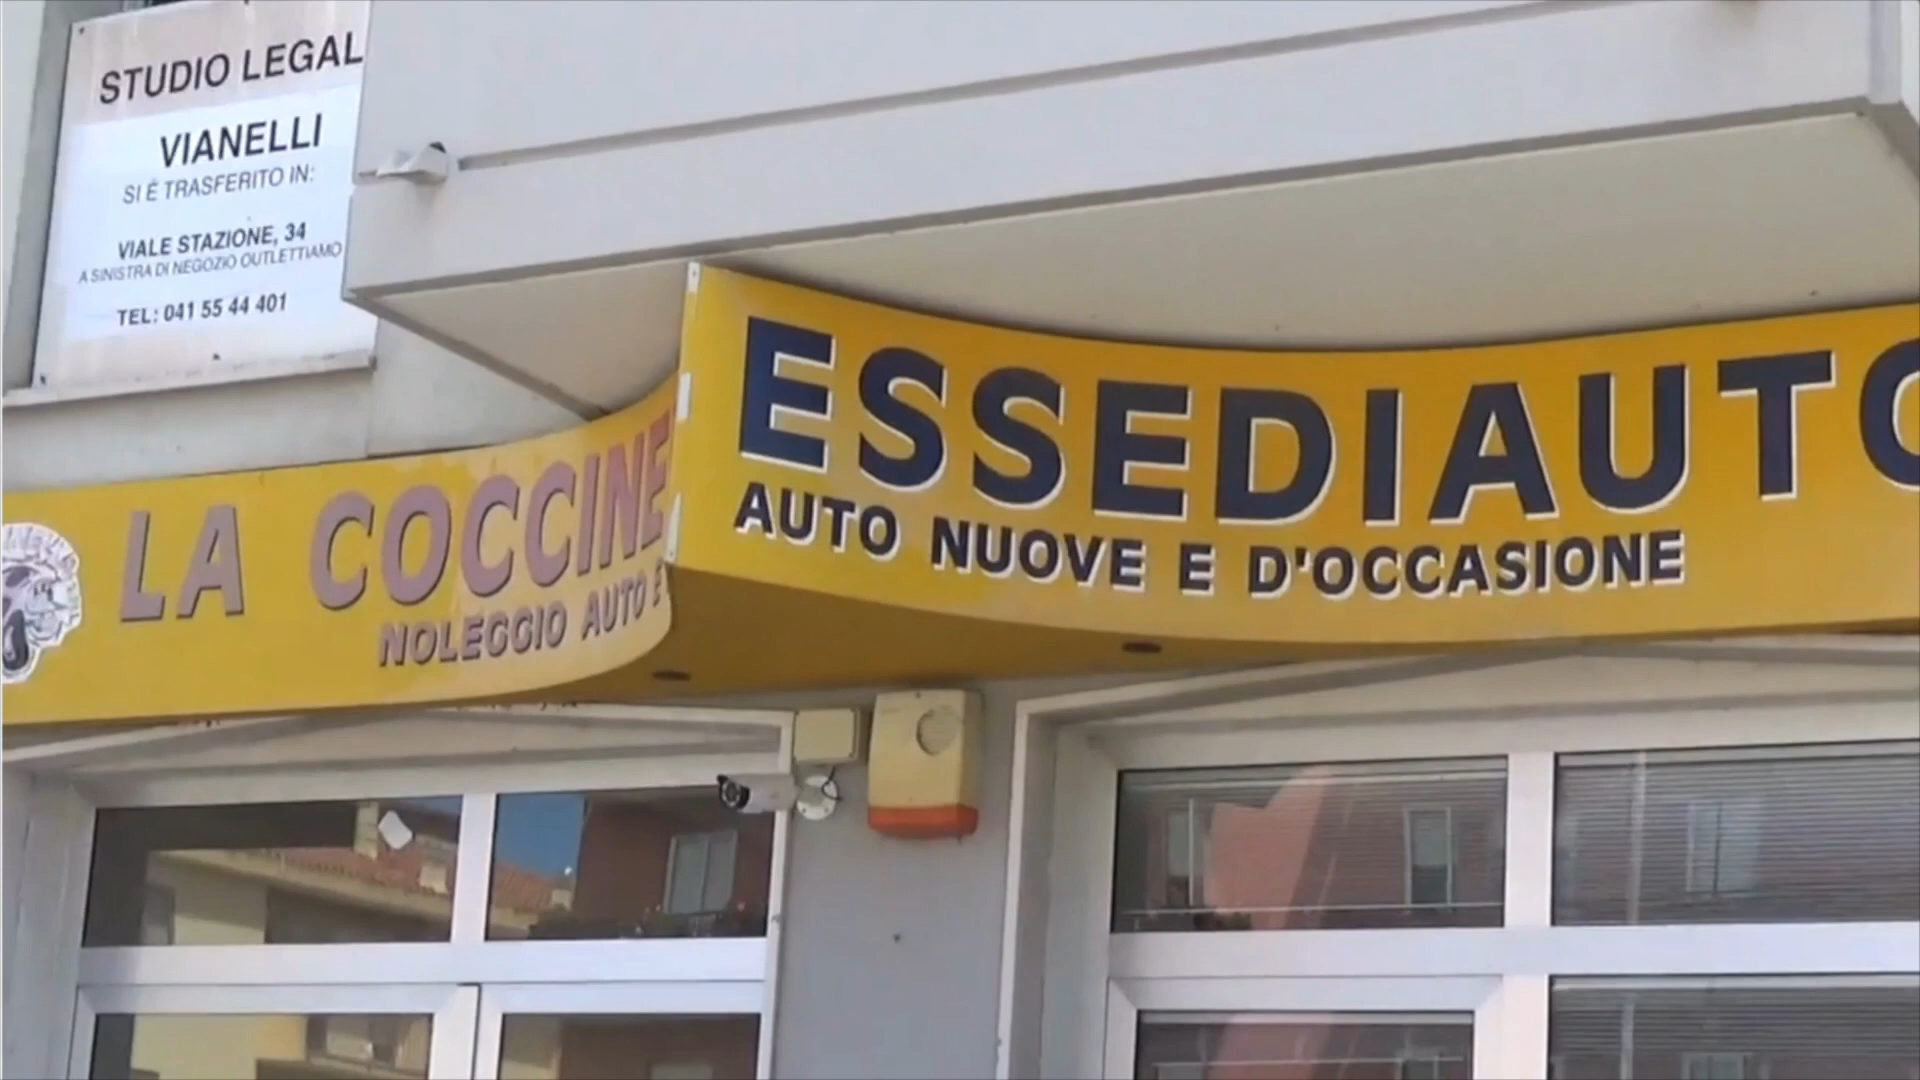 STUDIO LEGAL
VIANELLI
SI È TRASFERITO IN:
VIALE STAZIONE, 34
A SINISTRA DI NEGOZIO OUTLETTIAMO
TEL: 041 55 44 401
LA COCCINE
NOLEGGIO AUTO E
ESSEDIAUTO
AUTO NUOVE E D'OCCASIONE